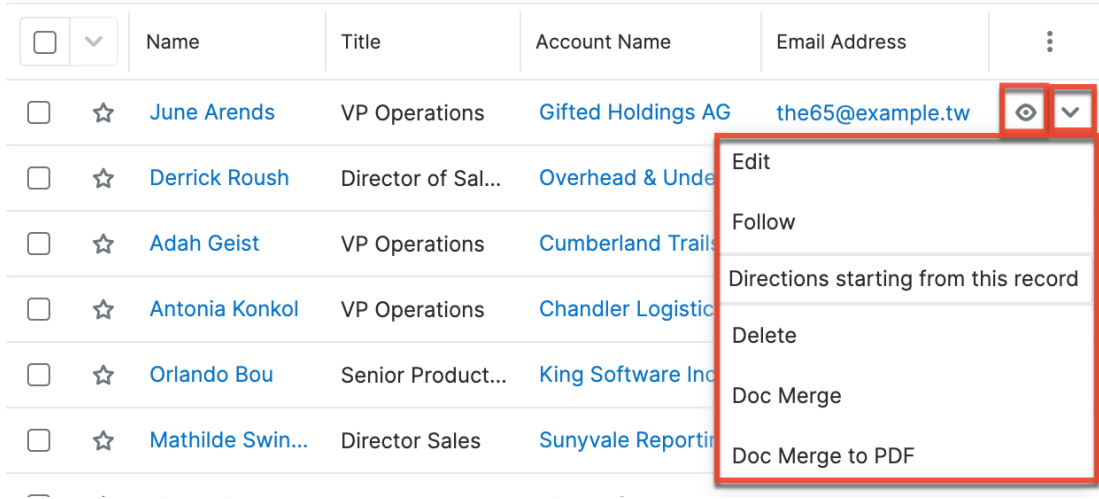 Name Title Account Name Email Address
June Arends VP Operations Gifted Holdings AG the65@example.tw
Edit
Derrick Roush Director of Sal... Overhead & Unde
Follow
Adah Geist VP Operations Cumberland Trails
Directions starting from this record
Antonia Konkol VP Operations Chandler Logistic
Delete
Orlando Bou Senior Product... King Software Inc
Doc Merge
Mathilde Swin... Director Sales Sunyvale Reportin
Doc Merge to PDF